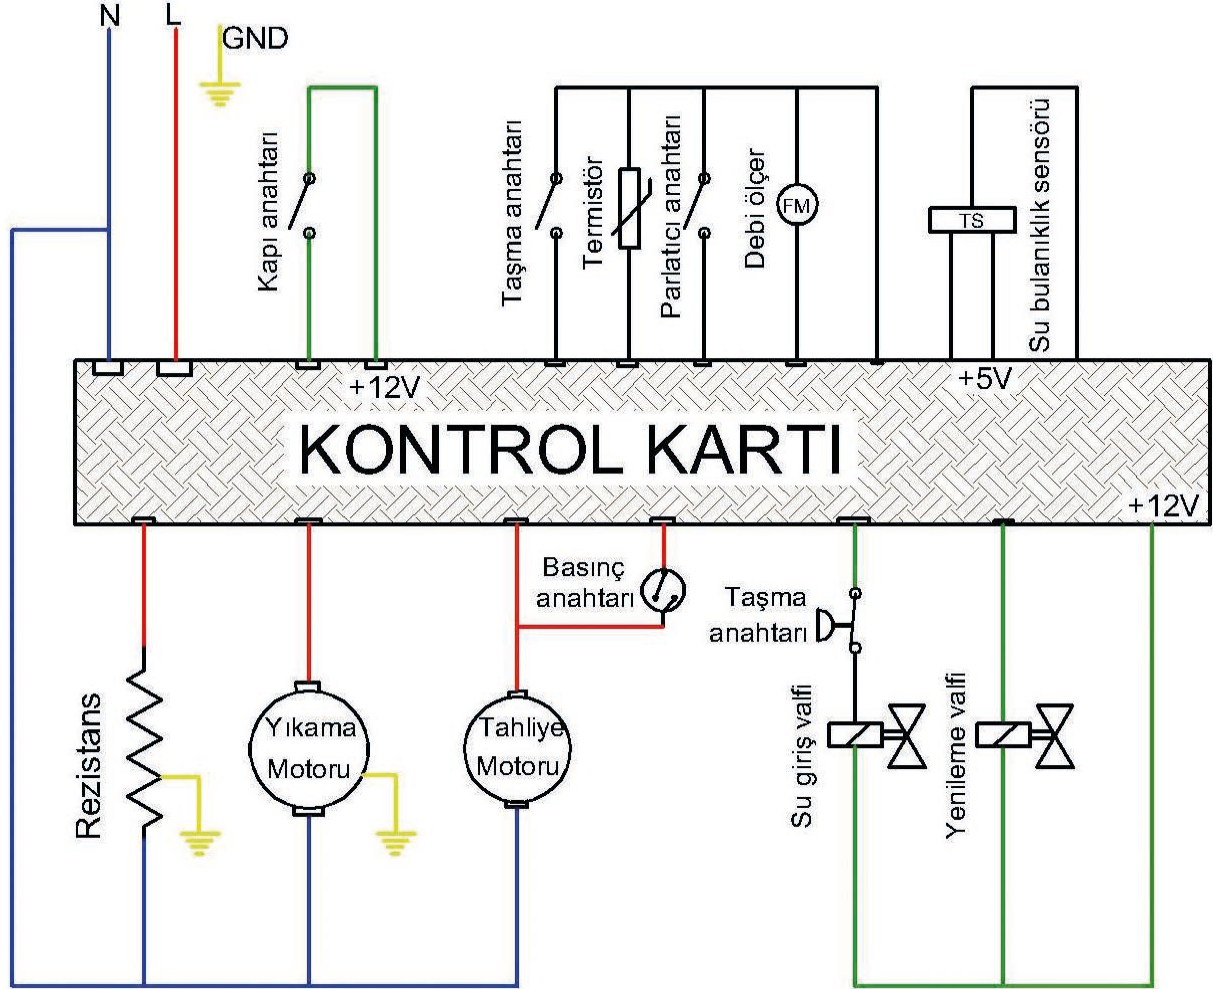 N
L
GND
Kapı anahtarı
Taşma anahtarı
Termistör
Parlatıcı anahtarı
Debi ölçer
FM
TS
Su bulanıklık sensörü
+12V
+5V
KONTROL KARTI
+12V
Basınç
anahtarı
Taşma
anahtarı
Rezistans
Yıkama
Motoru
Tahliye
Motoru
Su giriş valfi
Yenileme valfi